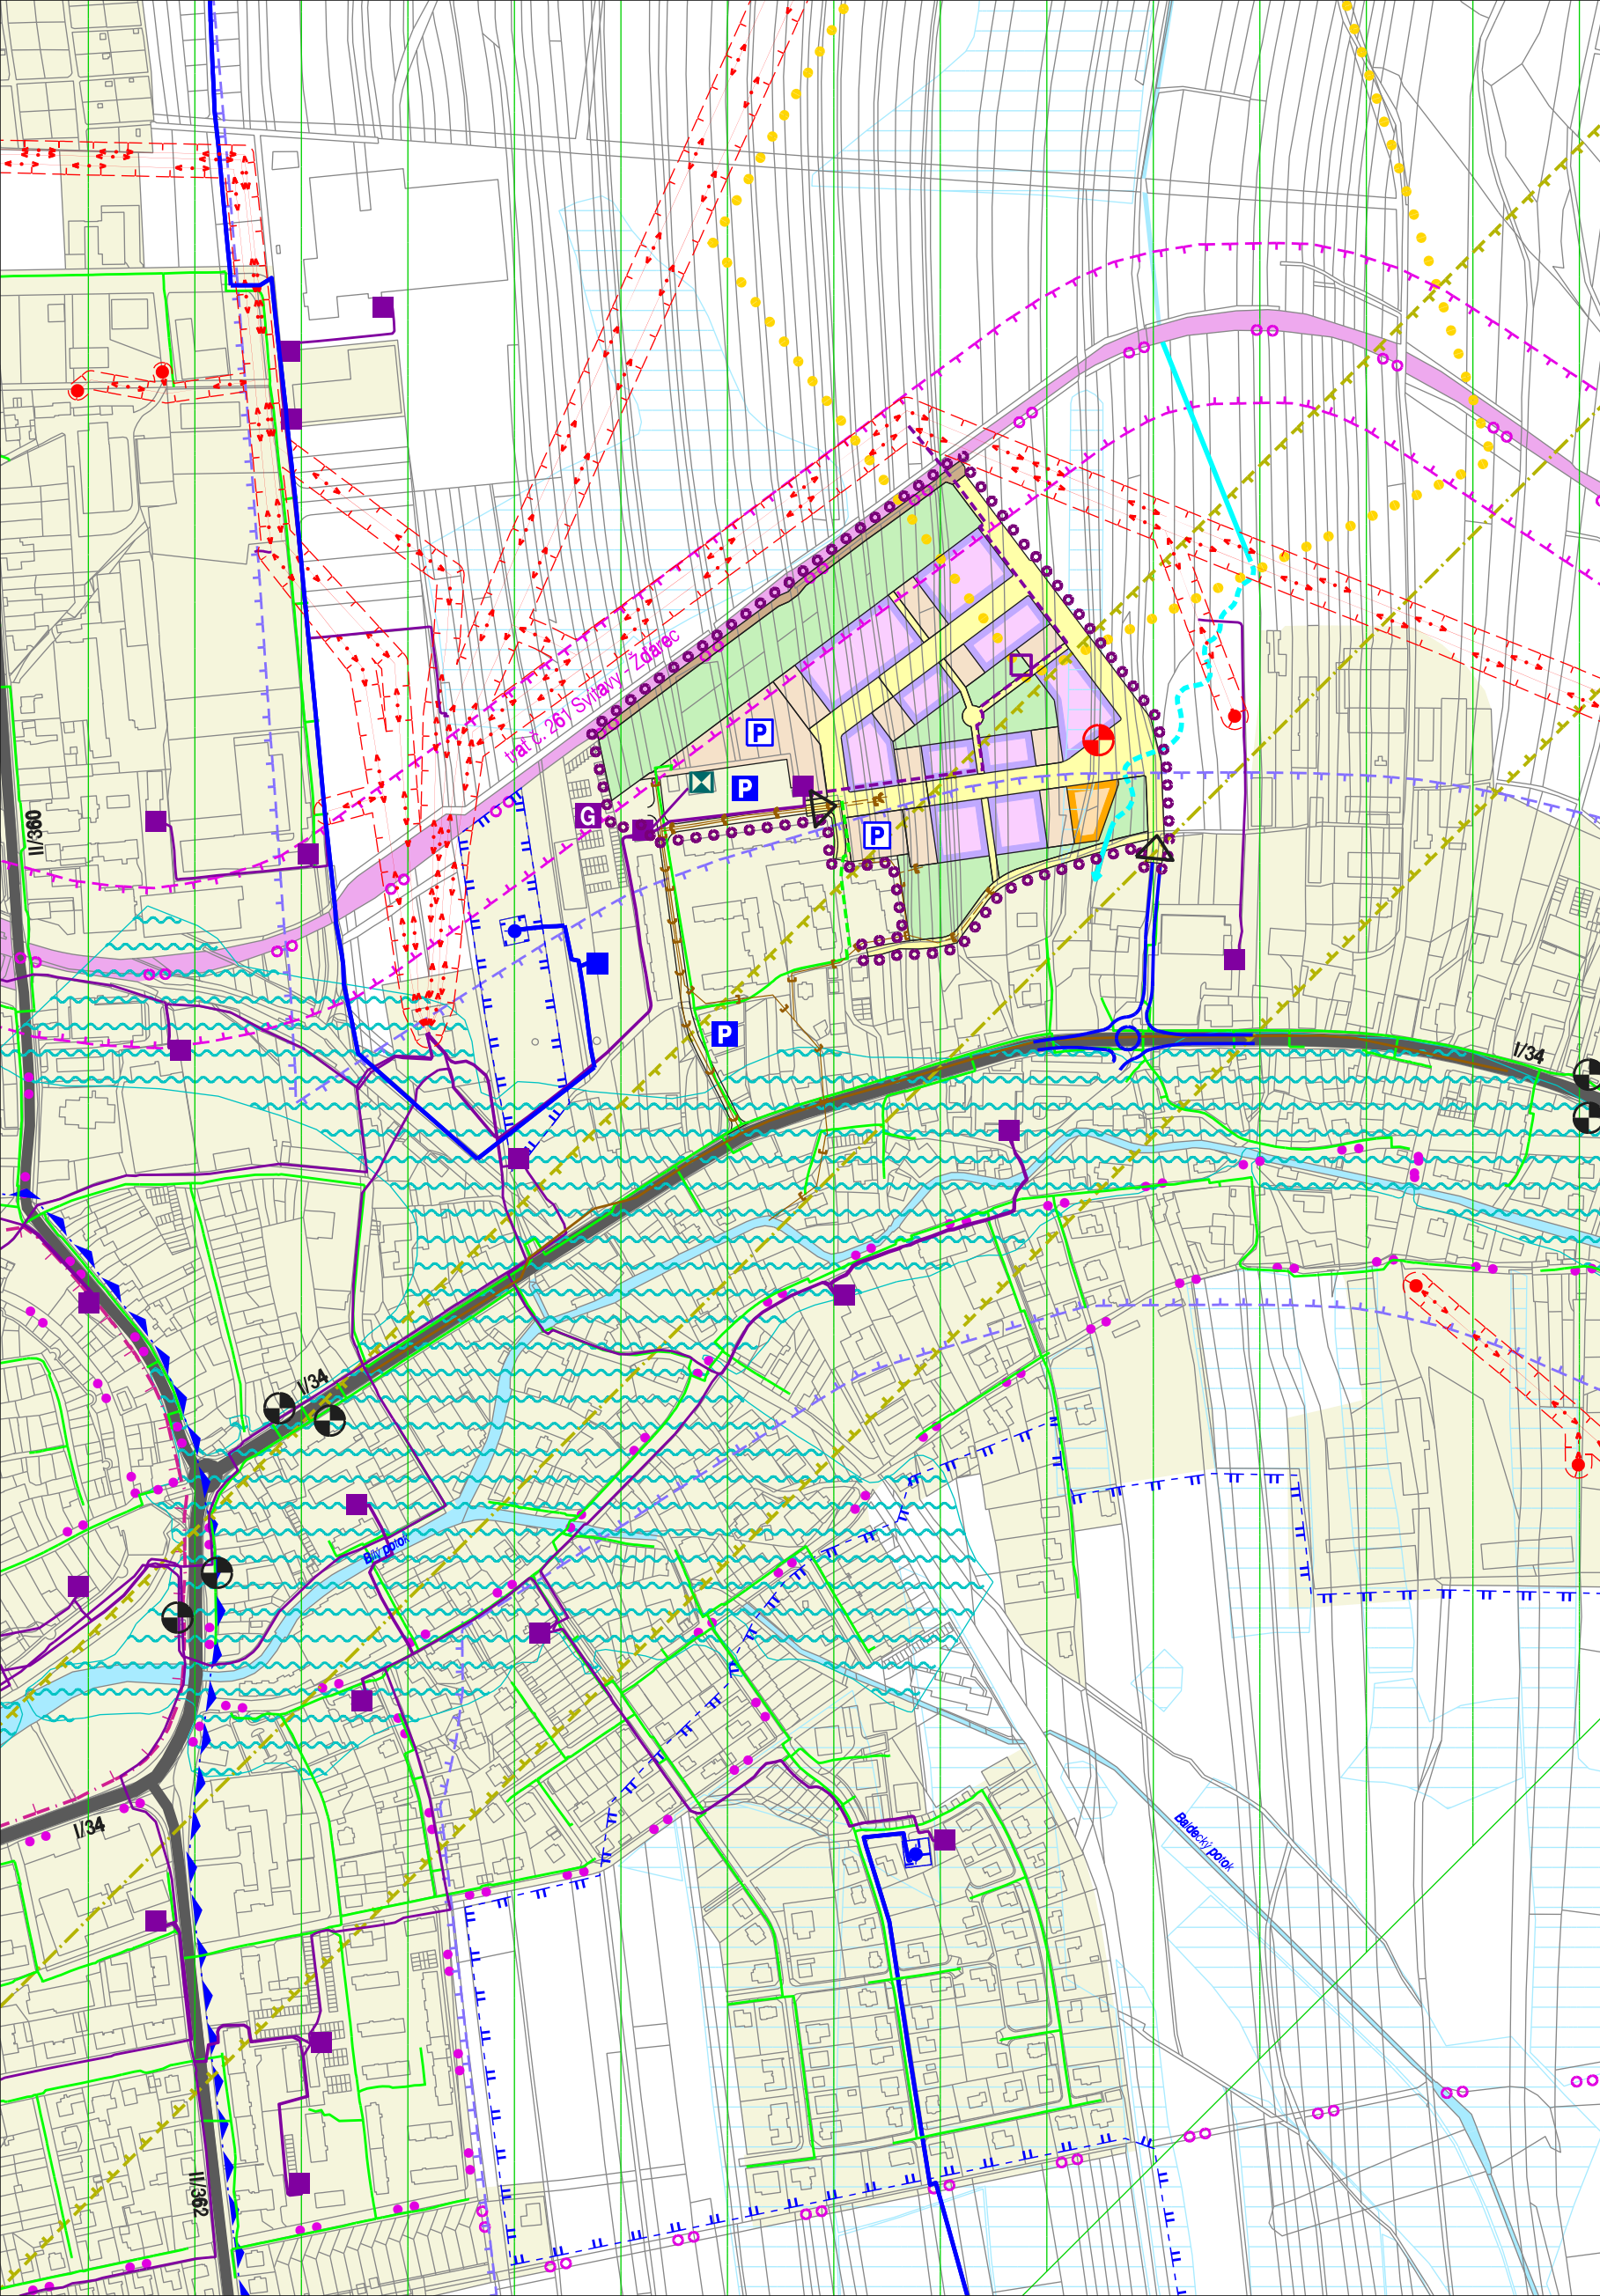 trať č. 261 Svitavy - Žďárec
P
P
G
P
II/360
P
I/34
I/34
Bílý potok
I/34
Baldecký potok
II/362